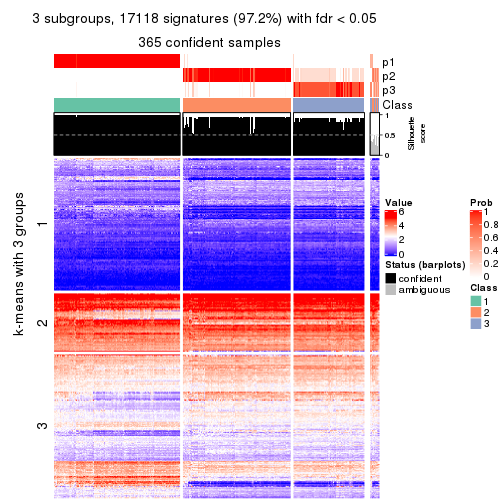 3 subgroups, 17118 signatures (97.2%) with fdr < 0.05
365 confident samples
p1
p2
p3
Class
1
0.5
0
Silhouette
score
k-means with 3 groups
1
2
3
Value
6
4
2
0
Status (barplots)
confident
ambiguous
Prob
1
0.8
0.6
0.4
0.2
0
Class
1
2
3